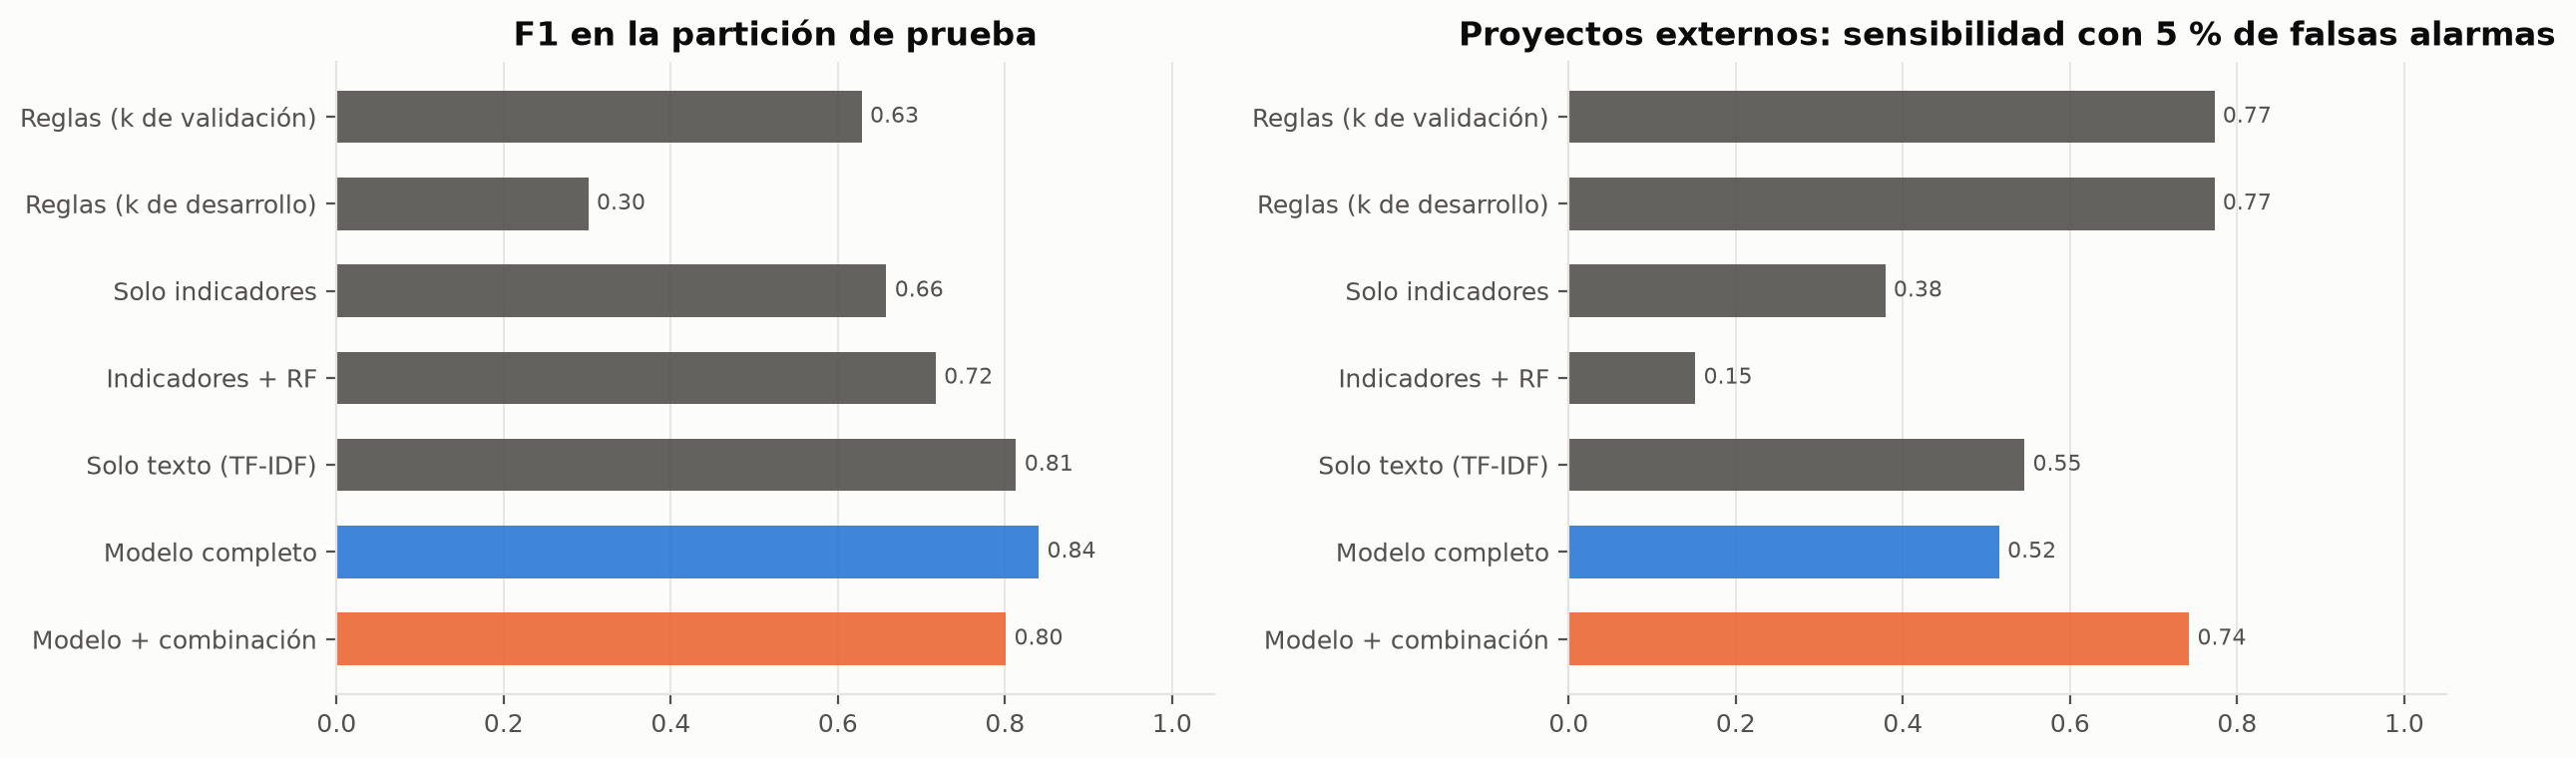 F1 en la partición de prueba
Reglas (k de validación)
0.63
Reglas (k de desarrollo)
0.30
Solo indicadores
0.66
Indicadores + RF
0.72
Solo texto (TF-IDF)
0.81
Modelo completo
0.84
Modelo + combinación
0.80
0.0 0.2 0.4 0.6 0.8 1.0
Proyectos externos: sensibilidad con 5 % de falsas alarmas
Reglas (k de validación)
0.77
Reglas (k de desarrollo)
0.77
Solo indicadores
0.38
Indicadores + RF
0.15
Solo texto (TF-IDF)
0.55
Modelo completo
0.52
Modelo + combinación
0.74
0.0 0.2 0.4 0.6 0.8 1.0